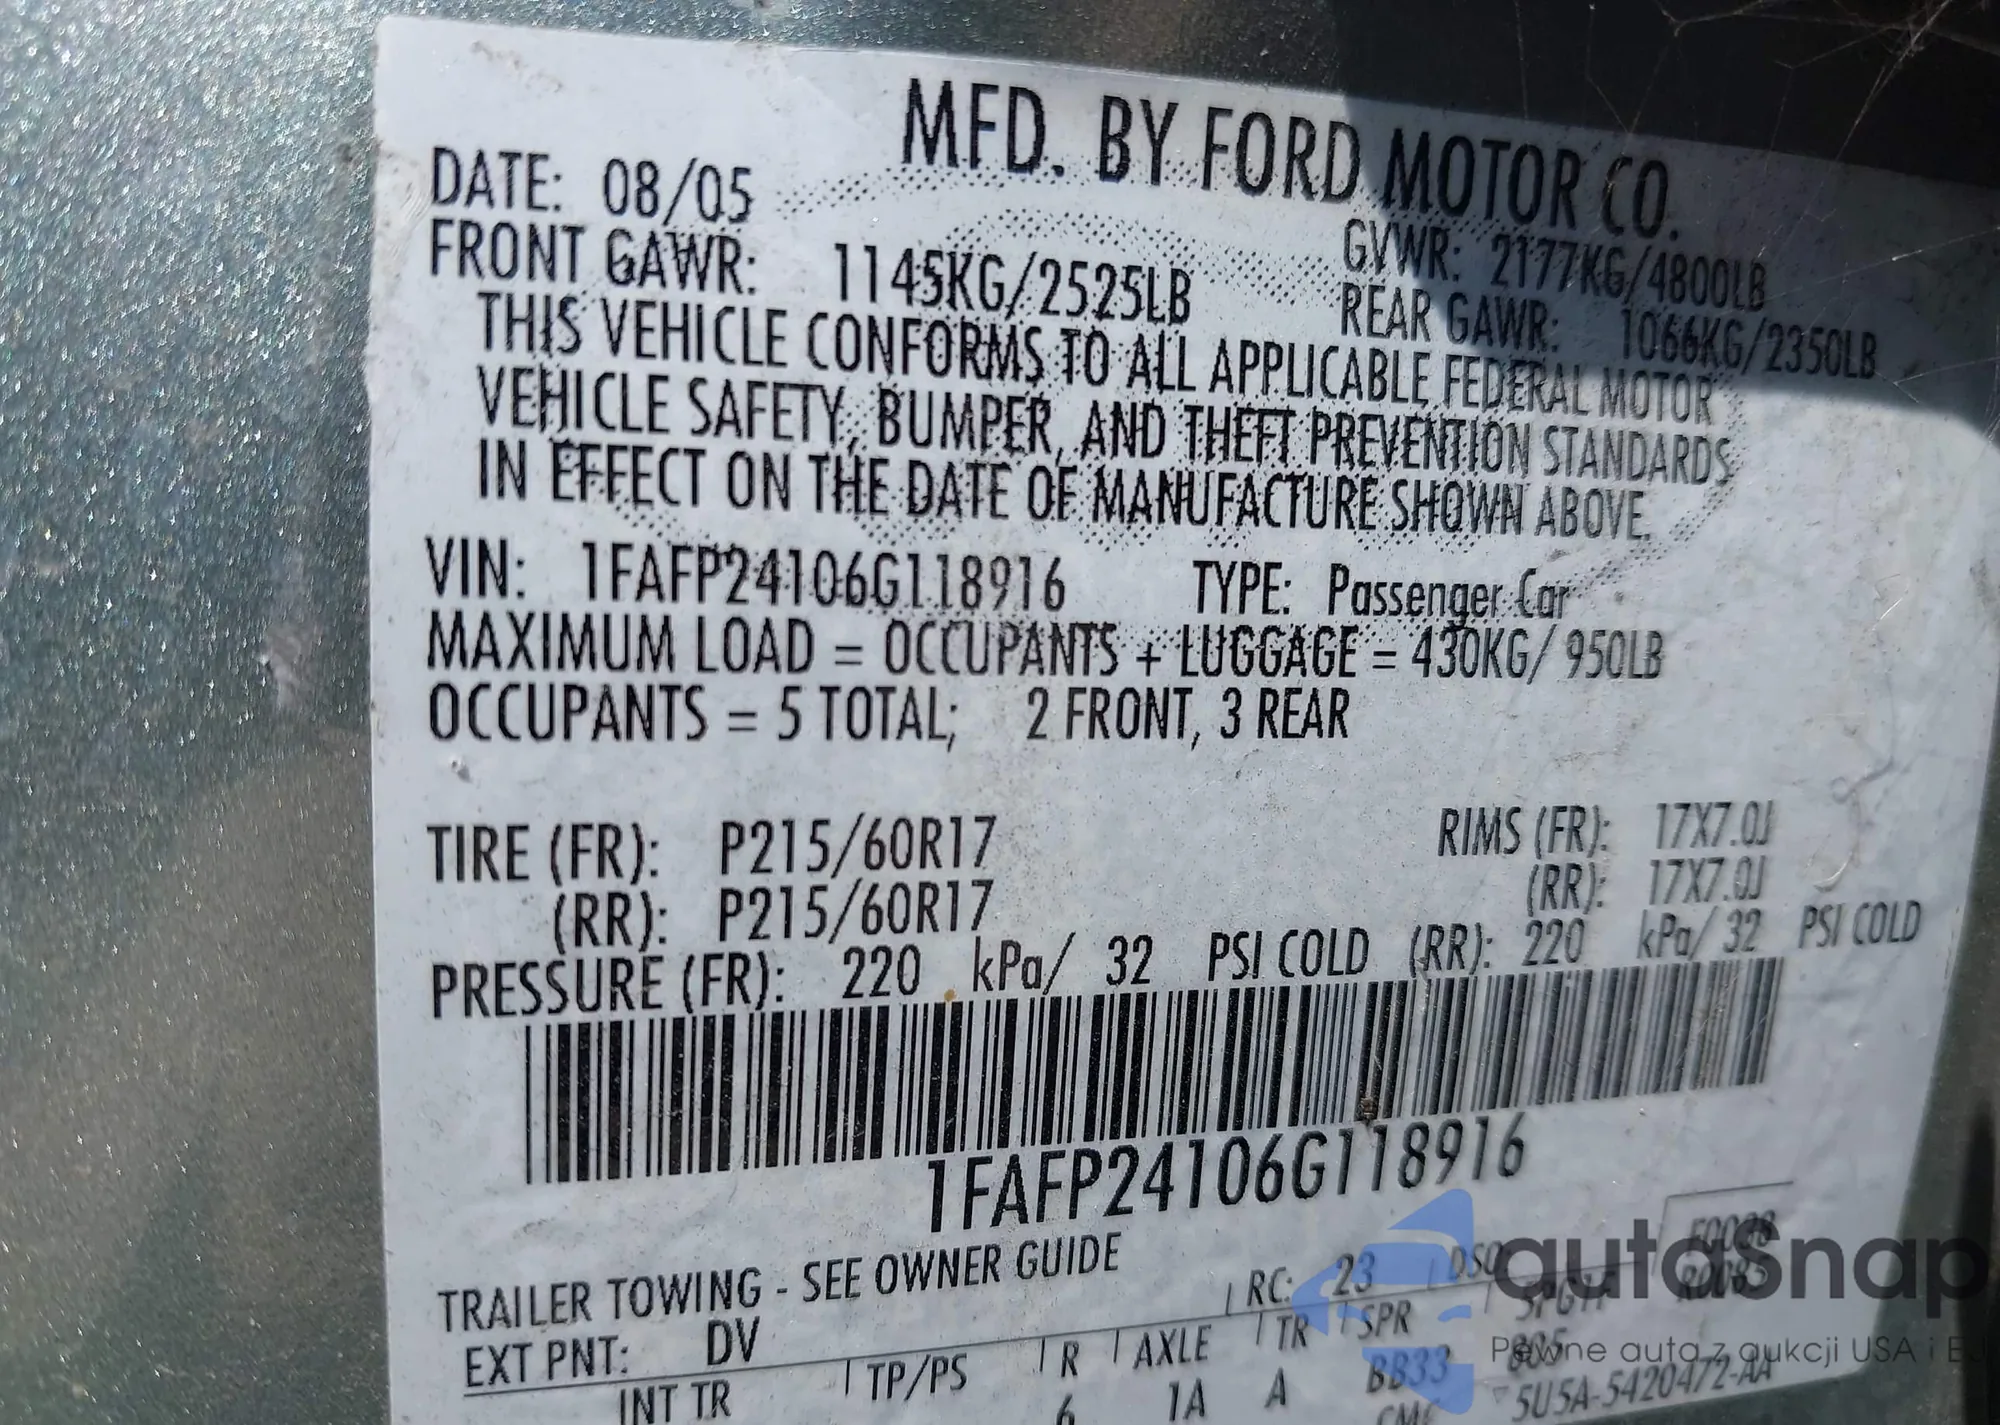 MFD. BY FORD MOTOR CO.
DATE: 08/05
GVWR: 2177KG/4800LB
FRONT GAWR: 1145KG/2525LB
REAR GAWR: 1066KG/2350LB
THIS VEHICLE CONFORMS TO ALL APPLICABLE FEDERAL MOTOR
VEHICLE SAFETY, BUMPER, AND THEFT PREVENTION STANDARDS
IN EFFECT ON THE DATE OF MANUFACTURE SHOWN ABOVE.
VIN: 1FAFP24106G118916 TYPE: Passenger Car
MAXIMUM LOAD = OCCUPANTS + LUGGAGE = 430KG/ 950LB
OCCUPANTS = 5 TOTAL; 2 FRONT, 3 REAR
TIRE (FR): P215/60R17 RIMS (FR): 17X7.0J
(RR): P215/60R17 (RR): 17X7.0J
PRESSURE (FR): 220 kPa/ 32 PSI COLD (RR): 220 kPa/ 32 PSI COLD
1FAFP24106G118916
TRAILER TOWING - SEE OWNER GUIDE
EXT PNT: DV RC: 23 DSO:
INT TR TP/PS R AXLE TR SPR
6 1A A BB33
5U5A-5420472-AA
autoSnap
Pewne auta z aukcji USA i EU